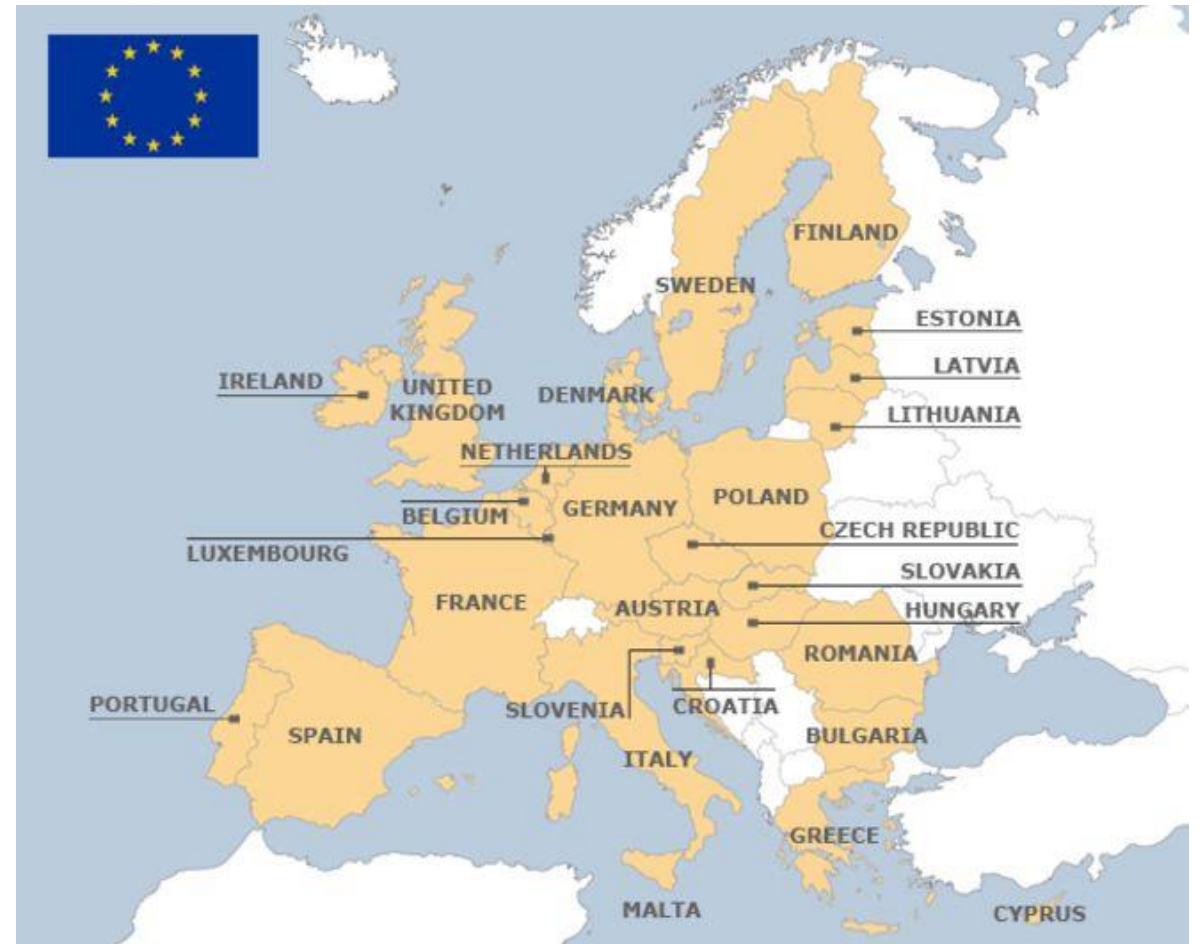 FINLAND
SWEDEN
ESTONIA
LATVIA
IRELAND
UNITED
KINGDOM
DENMARK
LITHUANIA
NETHERLANDS
POLAND
GERMANY
BELGIUM
CZECH REPUBLIC
LUXEMBOURG
SLOVAKIA
FRANCE
AUSTRIA
HUNGARY
ROMANIA
PORTUGAL
SLOVENIA
CROATIA
SPAIN
BULGARIA
ITALY
GREECE
MALTA
CYPRUS